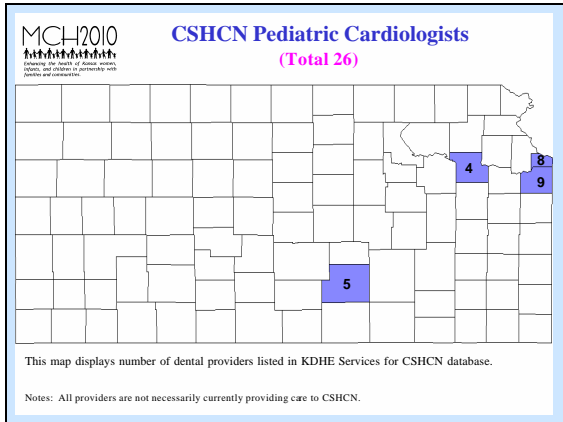 MCH2010
Enhancing the health of Kansas women,
infants, and children in partnership with
families and communities.
CSHCN Pediatric Cardiologists
(Total 26)
8
4
9
5
This map displays number of dental providers listed in KDHE Services for CSHCN database.
Notes: All providers are not necessarily currently providing care to CSHCN.